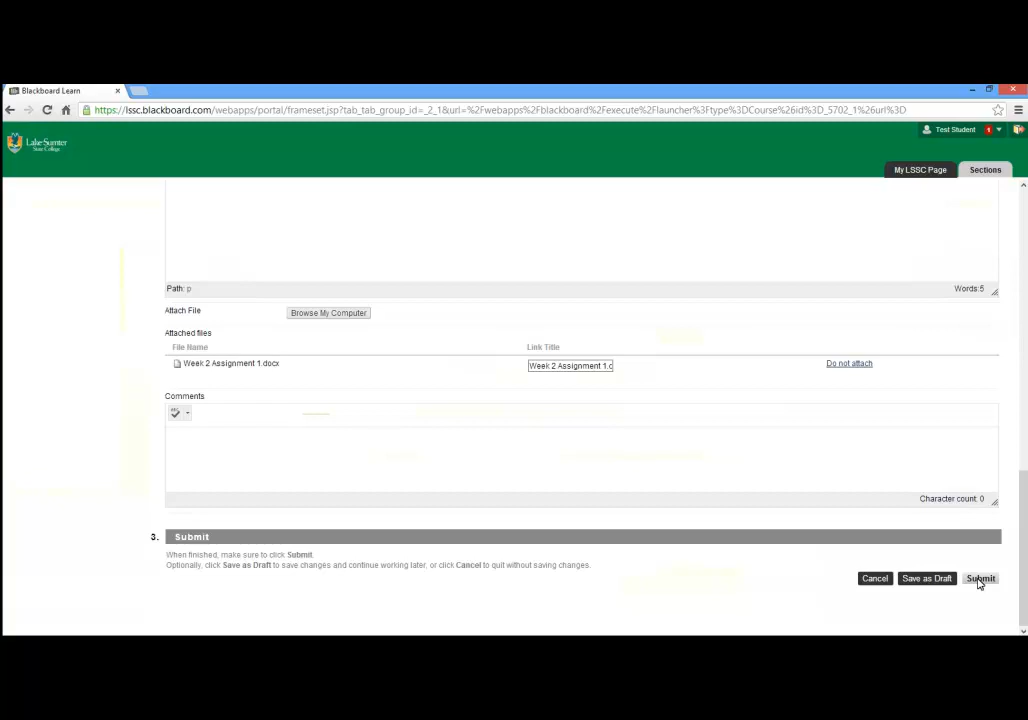 Blackboard Learn
https://lssc.blackboard.com/webapps/portal/frameset.jsp?tab_tab_group_id=_2_1&url=%2Fwebapps%2Fblackboard%2Fexecute%2Flauncher%3Ftype%3DCourse%26id%3D_5702_1%26url%3D
Lake-Sumter
State College
Test Student 1
My LSSC Page Sections
Path: p Words:5
Attach File Browse My Computer
Attached files
File Name Link Title
Week 2 Assignment 1.docx Week 2 Assignment 1.c Do not attach
Comments
ABC
Character count: 0
3. Submit
When finished, make sure to click Submit.
Optionally, click Save as Draft to save changes and continue working later, or click Cancel to quit without saving changes.
Cancel Save as Draft Submit